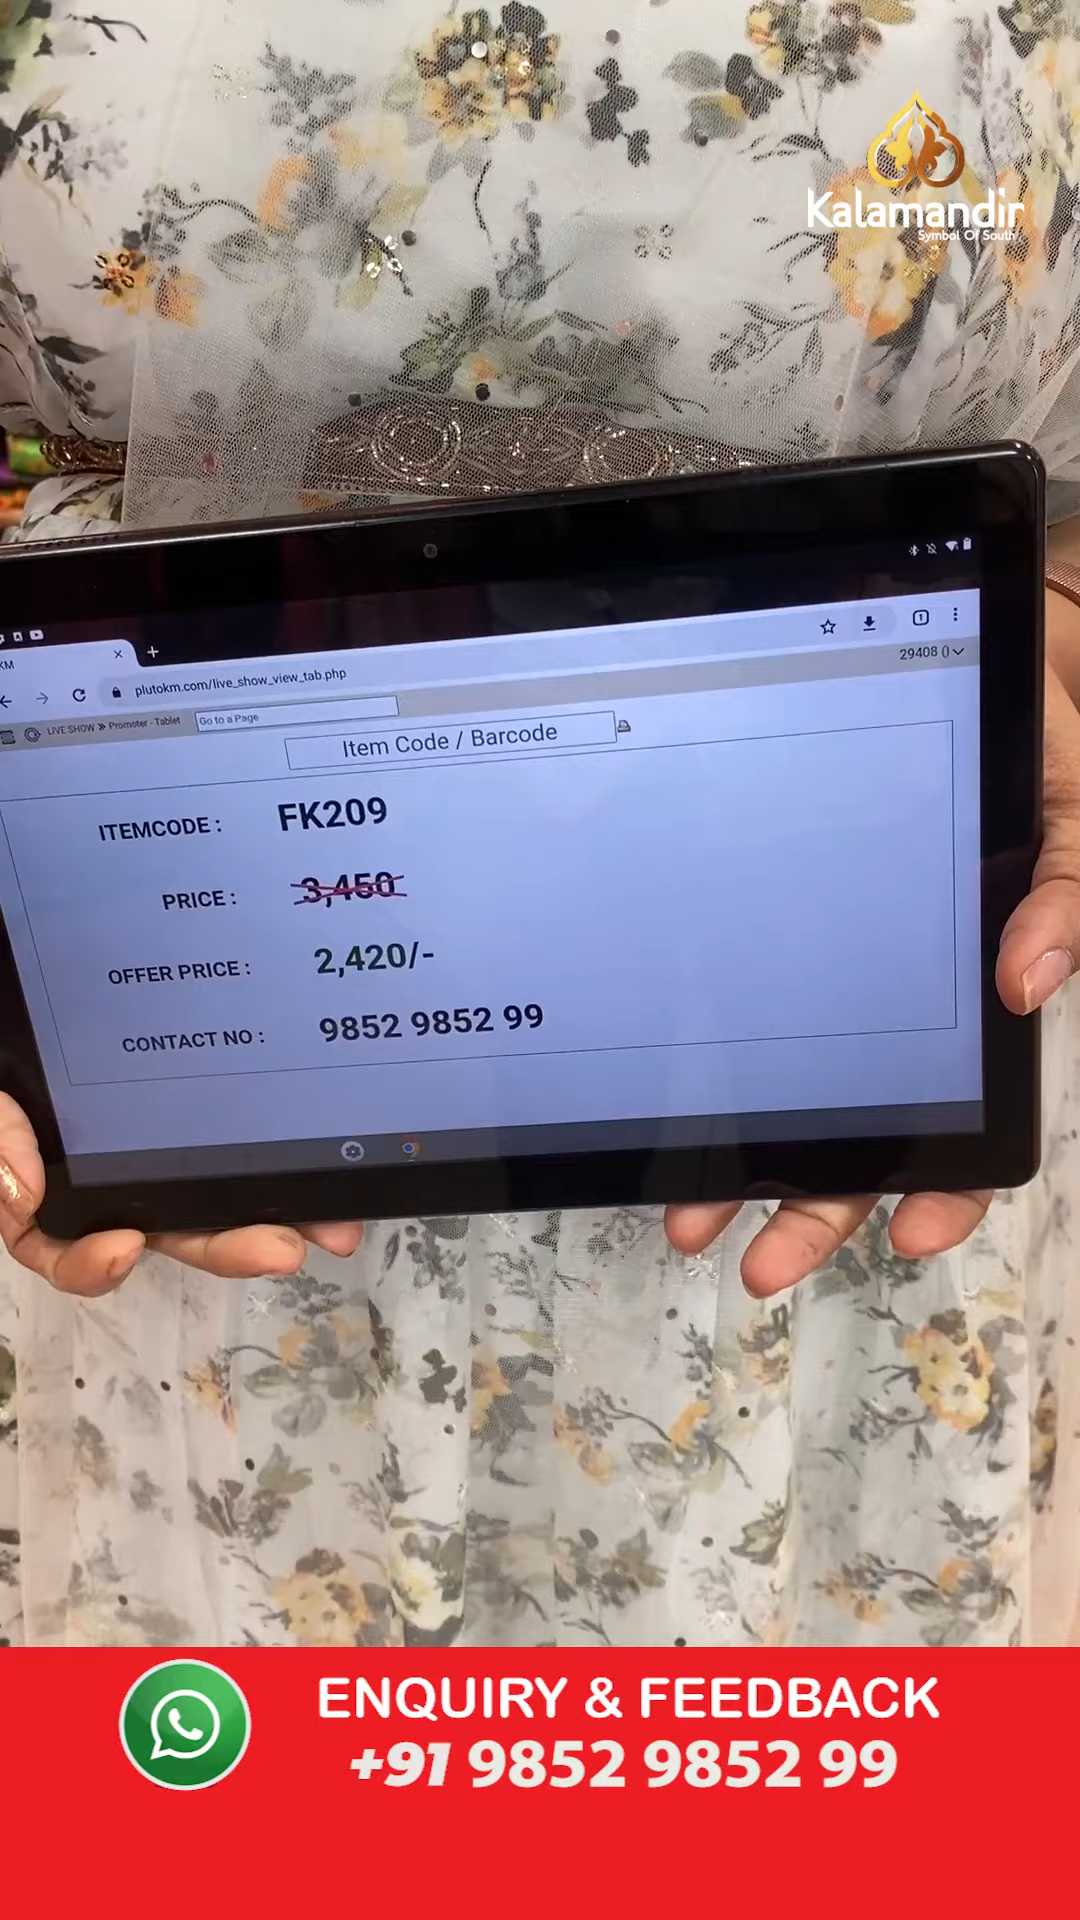 Kalamandir
Symbol Of South
KM
29408 ()
plutokm.com/live_show_view_tab.php
LIVE SHOW >> Promoter - Tablet
Go to a Page
Item Code / Barcode
ITEMCODE : FK209
PRICE : 3,450
OFFER PRICE : 2,420/-
CONTACT NO : 9852 9852 99
ENQUIRY & FEEDBACK
+91 9852 9852 99